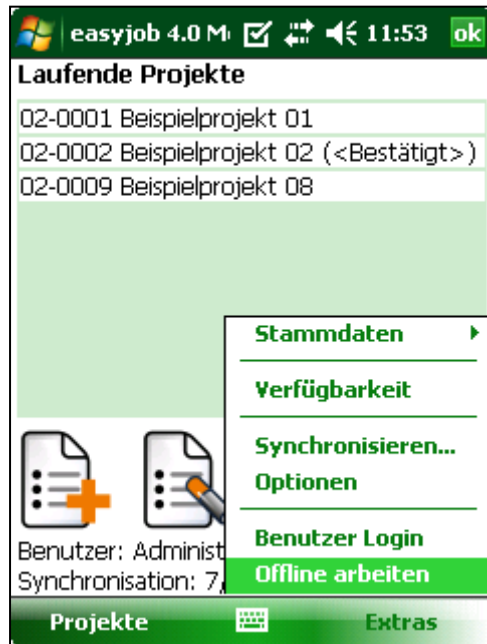 easyjob 4.0 M 11:53 ok
Laufende Projekte
02-0001 Beispielprojekt 01
02-0002 Beispielprojekt 02 (<Bestätigt>)
02-0009 Beispielprojekt 08
Stammdaten
Verfügbarkeit
Synchronisieren...
Optionen
Benutzer Login
Offline arbeiten
Benutzer: Administ
Synchronisation: 7,
Projekte Extras